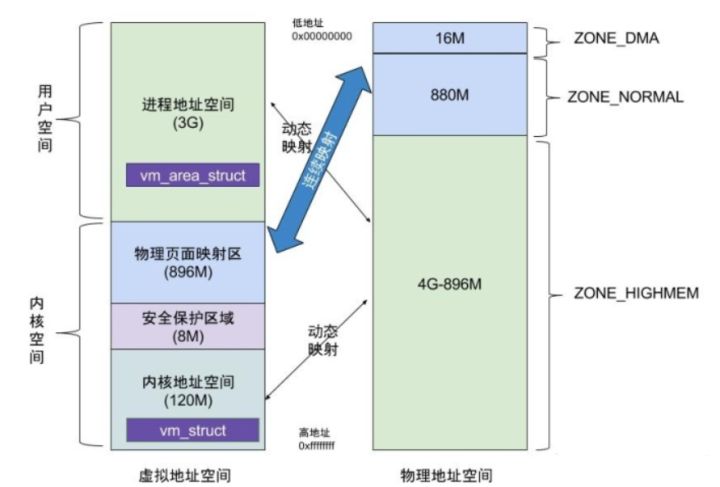 低地址
0x00000000
16M
ZONE_DMA
用户空间
进程地址空间
(3G)
vm_area_struct
动态
映射
连续映射
880M
ZONE_NORMAL
内核空间
物理页面映射区
(896M)
安全保护区域
(8M)
内核地址空间
(120M)
vm_struct
动态
映射
4G-896M
ZONE_HIGHMEM
高地址
0xffffffff
虚拟地址空间
物理地址空间